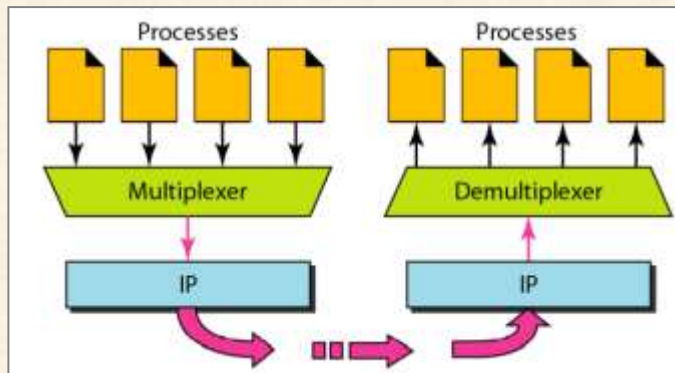 Processes
Processes
Multiplexer
Demultiplexer
IP
IP